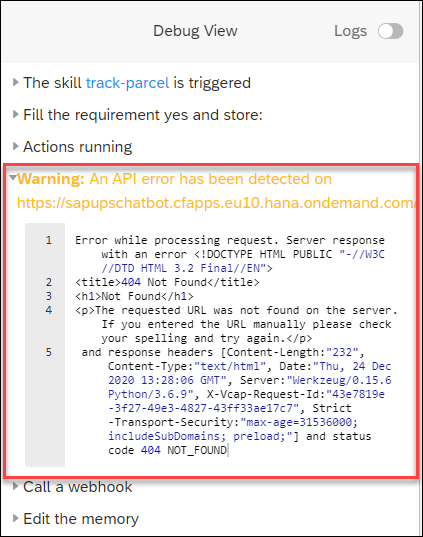 Debug View
Logs
The skill track-parcel is triggered
Fill the requirement yes and store:
Actions running
Warning: An API error has been detected on
https://sapupschatbot.cfapps.eu10.hana.ondemand.com/
1 Error while processing request. Server response
with an error <!DOCTYPE HTML PUBLIC "-//W3C
//DTD HTML 3.2 Final//EN">
2 <title>404 Not Found</title>
3 <h1>Not Found</h1>
4 <p>The requested URL was not found on the server.
If you entered the URL manually please check
your spelling and try again.</p>
5 and response headers [Content-Length:"232",
Content-Type:"text/html", Date:"Thu, 24 Dec
2020 13:28:06 GMT", Server:"Werkzeug/0.15.6
Python/3.6.9", X-Vcap-Request-Id:"43e7819e
-3f27-49e3-4827-43ff33ae17c7", Strict
-Transport-Security:"max-age=31536000;
includeSubDomains; preload;"] and status
code 404 NOT_FOUND
Call a webhook
Edit the memory